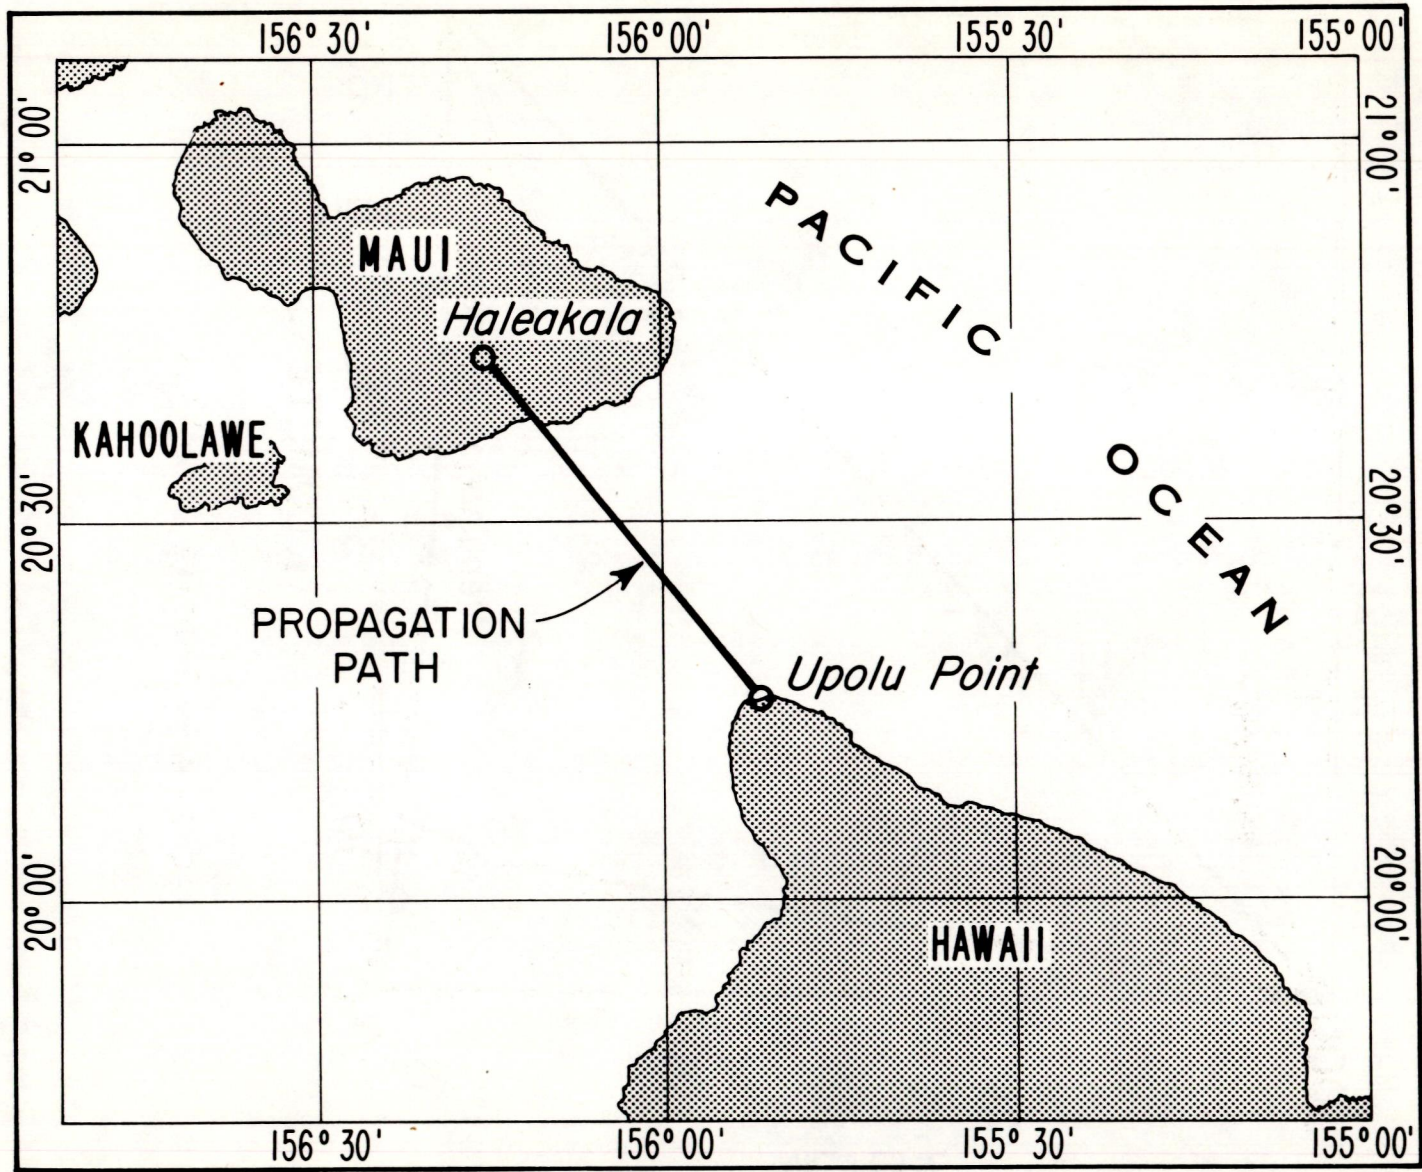 156° 30' 156° 00' 155° 30' 155° 00'
21° 00' 21° 00'
PACIFIC
MAUI
Haleakala
KAHOOLAWE
OCEAN
20° 30' 20° 30'
PROPAGATION
PATH
Upolu Point
20° 00' 20° 00'
HAWAII
156° 30' 156° 00' 155° 30' 155° 00'